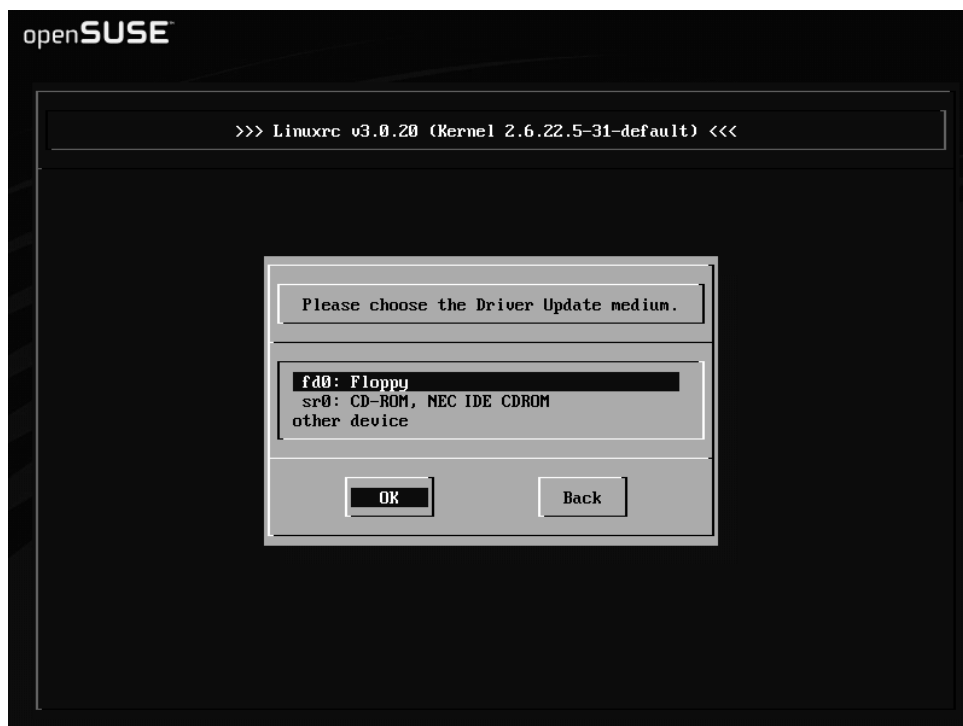 openSUSE™
>>> Linuxrc v3.0.20 (Kernel 2.6.22.5-31-default) <<<
Please choose the Driver Update medium.
fd0: Floppy
sr0: CD-ROM, NEC IDE CDROM
other device
OK Back